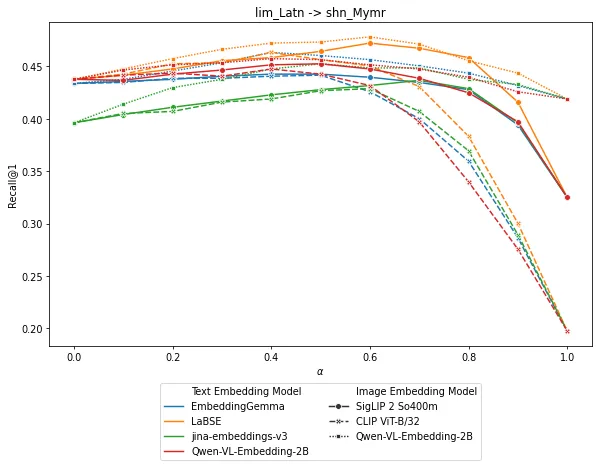 lim_Latn -> shn_Mymr
Recall@1
0.45
0.40
0.35
0.30
0.25
0.20
0.0
0.2
0.4
0.6
0.8
1.0
α
Text Embedding Model
EmbeddingGemma
LaBSE
jina-embeddings-v3
Qwen-VL-Embedding-2B
Image Embedding Model
SigLIP 2 So400m
CLIP ViT-B/32
Qwen-VL-Embedding-2B